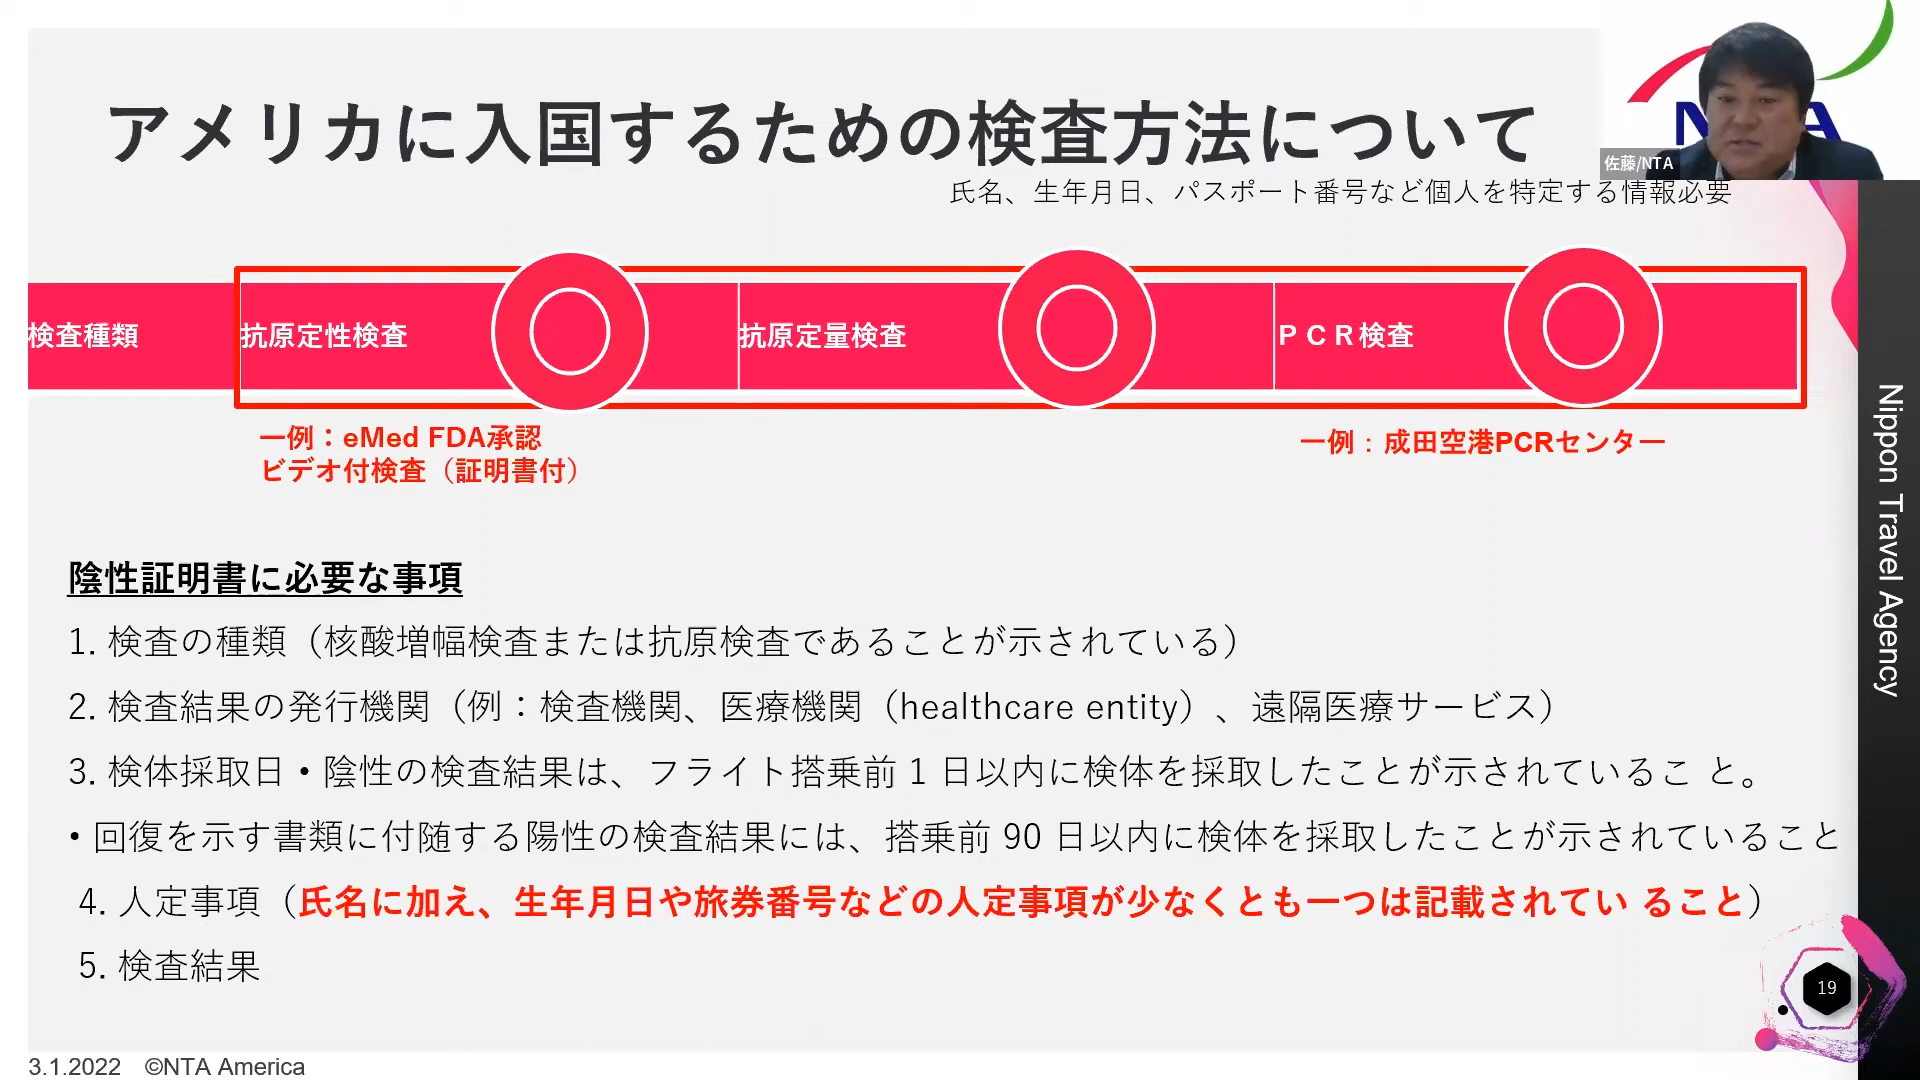 アメリカに入国するための検査方法について
佐藤/NTA
氏名、生年月日、パスポート番号など個人を特定する情報必要
検査種類
抗原定性検査
抗原定量検査
ＰＣＲ検査
一例：eMed FDA承認
ビデオ付検査（証明書付）
一例：成田空港PCRセンター
陰性証明書に必要な事項
1. 検査の種類（核酸増幅検査または抗原検査であることが示されている）
2. 検査結果の発行機関（例：検査機関、医療機関（healthcare entity）、遠隔医療サービス）
3. 検体採取日・陰性の検査結果は、フライト搭乗前 1 日以内に検体を採取したことが示されているこ と。
・回復を示す書類に付随する陽性の検査結果には、搭乗前 90 日以内に検体を採取したことが示されていること
4. 人定事項（氏名に加え、生年月日や旅券番号などの人定事項が少なくとも一つは記載されてい ること）
5. 検査結果
Nippon Travel Agency
19
3.1.2022 ©NTA America